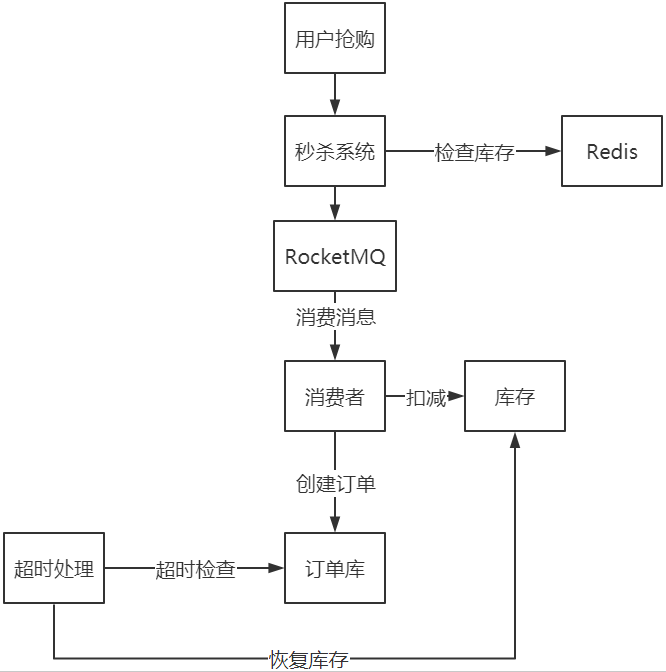 用户抢购
秒杀系统
检查库存
Redis
RocketMQ
消费消息
消费者
扣减
库存
创建订单
超时处理
超时检查
订单库
恢复库存